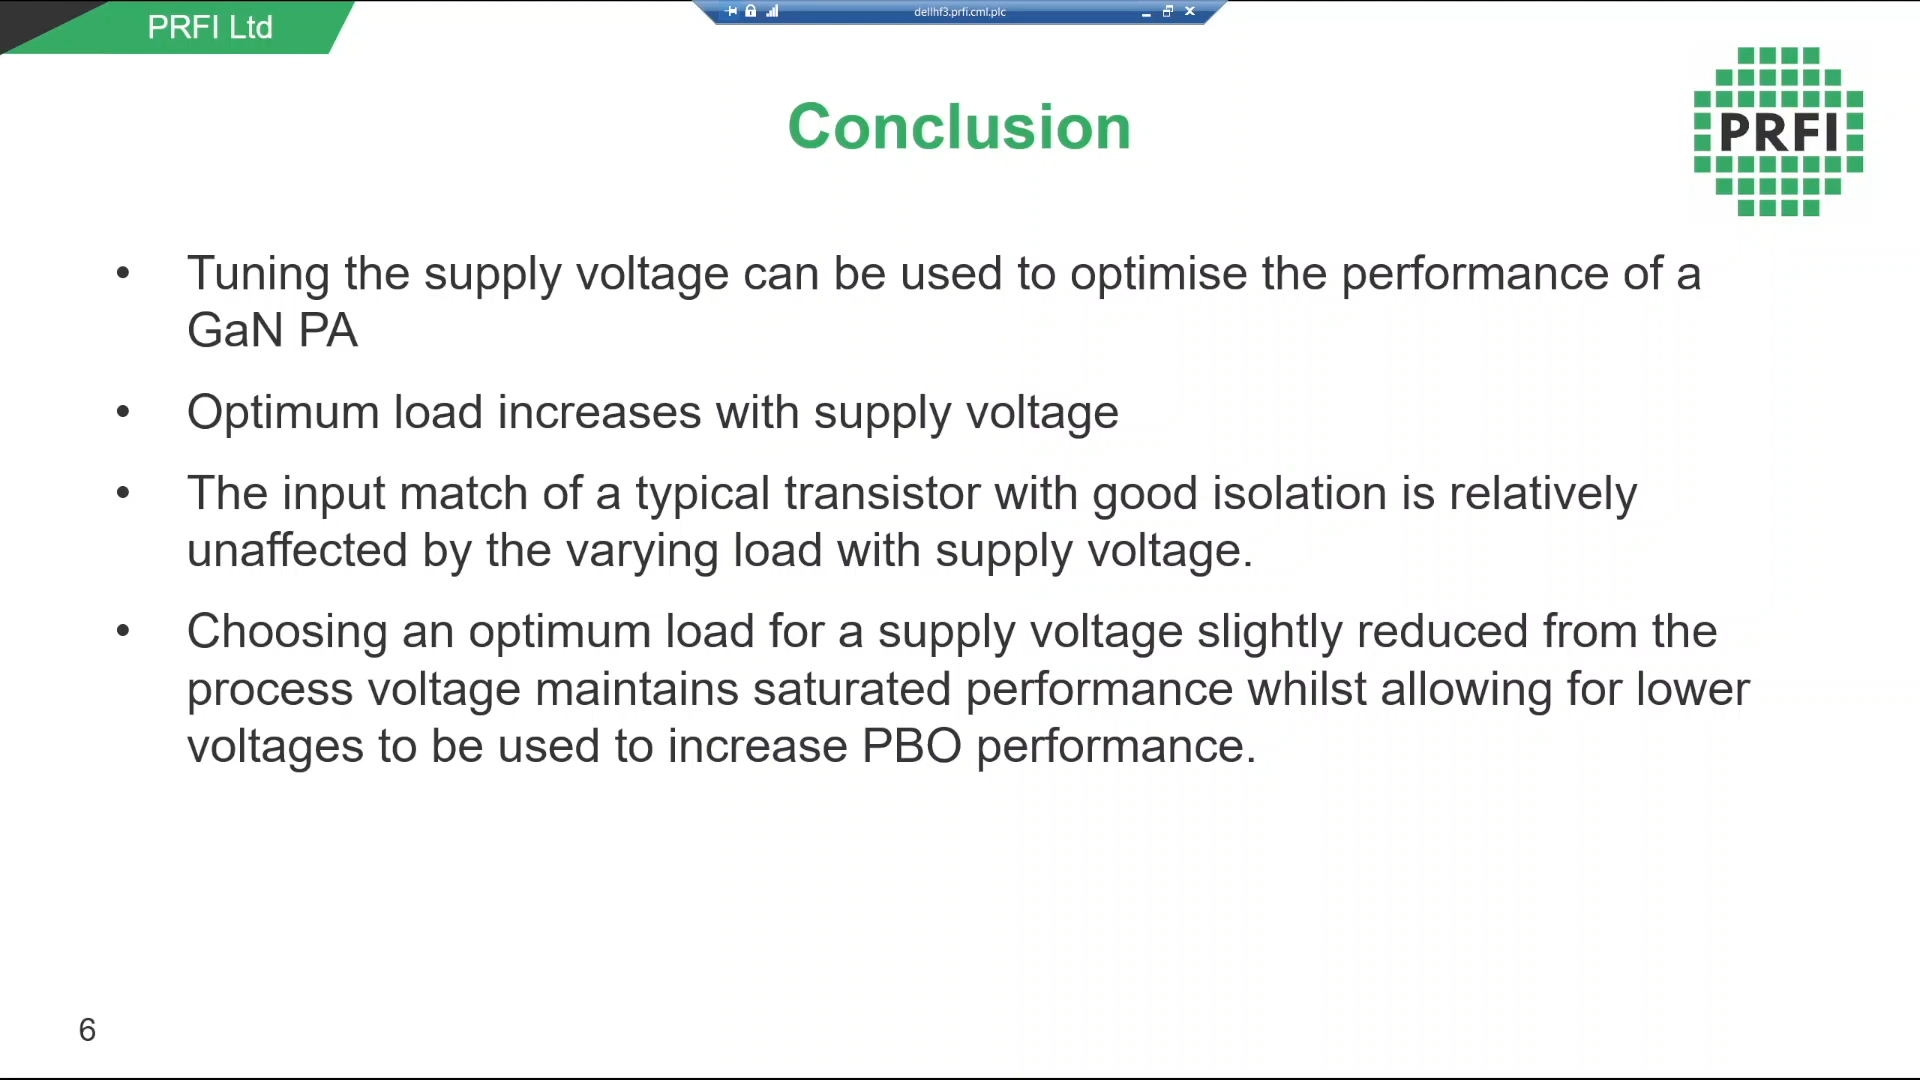 PRFI Ltd
dellhf3.prfi.cml.plc
Conclusion
PRFI
• Tuning the supply voltage can be used to optimise the performance of a
GaN PA
• Optimum load increases with supply voltage
• The input match of a typical transistor with good isolation is relatively
unaffected by the varying load with supply voltage.
• Choosing an optimum load for a supply voltage slightly reduced from the
process voltage maintains saturated performance whilst allowing for lower
voltages to be used to increase PBO performance.
6